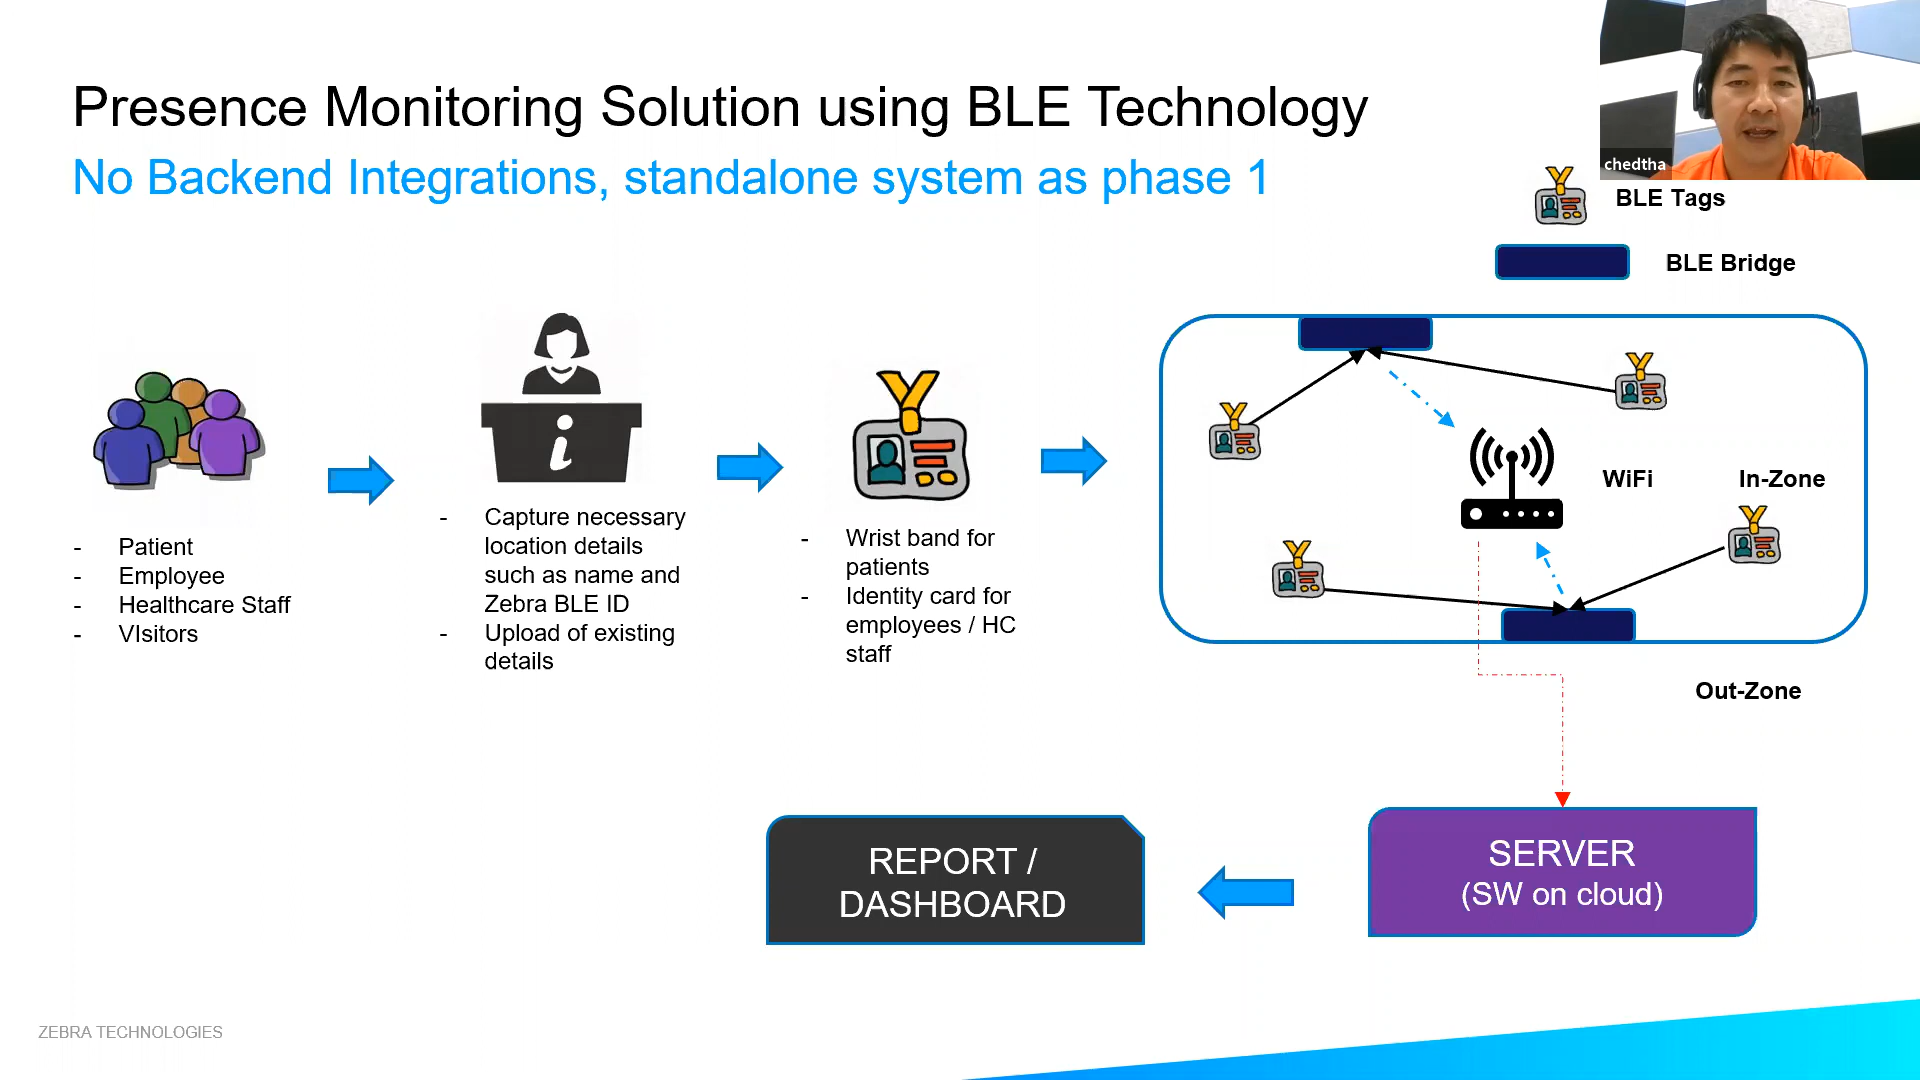 Presence Monitoring Solution using BLE Technology
No Backend Integrations, standalone system as phase 1
chedtha
BLE Tags
BLE Bridge
- Patient
- Employee
- Healthcare Staff
- VIsitors
i
- Capture necessary
location details
such as name and
Zebra BLE ID
- Upload of existing
details
- Wrist band for
patients
- Identity card for
employees / HC
staff
WiFi
In-Zone
Out-Zone
REPORT /
DASHBOARD
SERVER
(SW on cloud)
ZEBRA TECHNOLOGIES